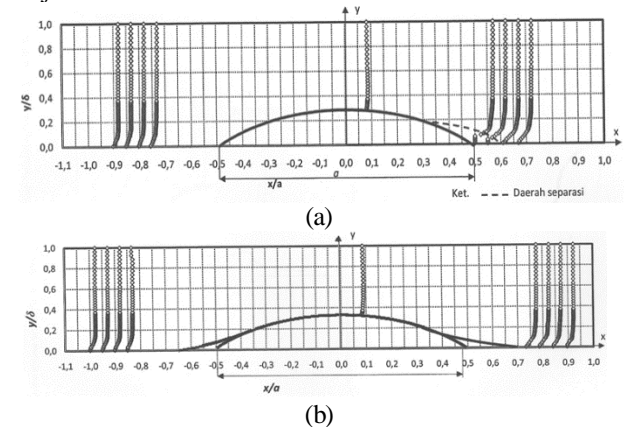 y
1,0
0,8
0,6
0,4
0,2
0,0
y/δ
x
-1,1 -1,0 -0,9 -0,8 -0,7 -0,6 -0,5 -0,4 -0,3 -0,2 -0,1 0,0 0,1 0,2 0,3 0,4 0,5 0,6 0,7 0,8 0,9 1,0
x/a
a
Ket. ---- Daerah separasi
(a)
y
1,0
0,8
0,6
0,4
0,2
0,0
y/δ
x
-1,1 -1,0 -0,9 -0,8 -0,7 -0,6 -0,5 -0,4 -0,3 -0,2 -0,1 0,0 0,1 0,2 0,3 0,4 0,5 0,6 0,7 0,8 0,9 1,0
x/a
(b)